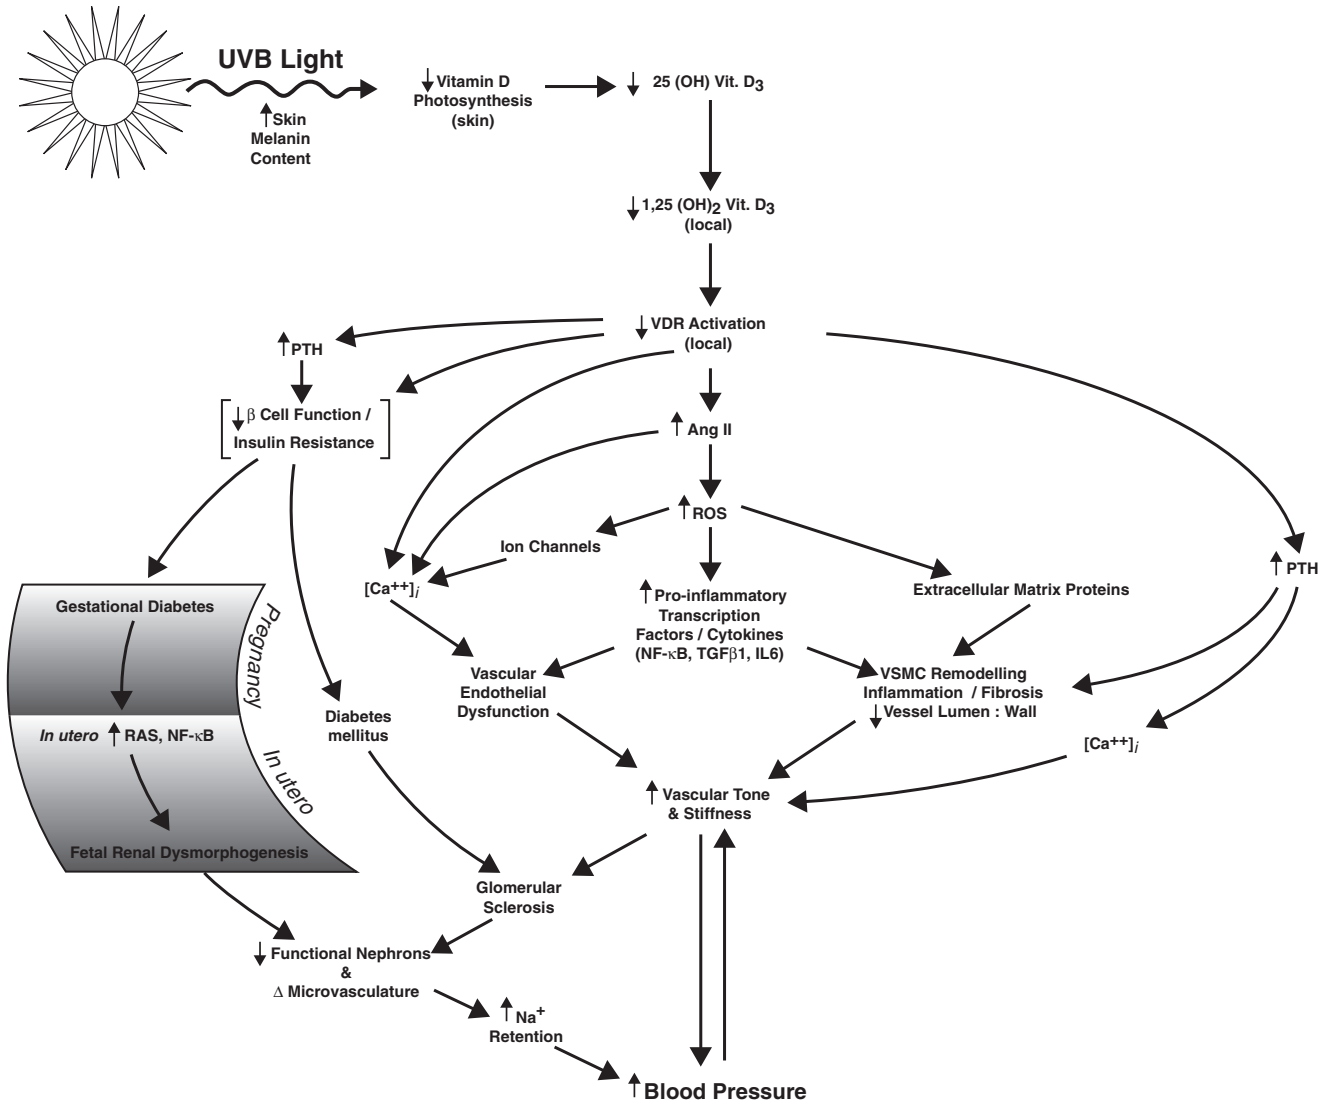 UVB Light
↑Skin
Melanin
Content
↓Vitamin D
Photosynthesis
(skin)
↓ 25 (OH) Vit. D3
↓1,25 (OH)2 Vit. D3
(local)
↓VDR Activation
(local)
↑PTH
↓β Cell Function /
Insulin Resistance
↑ Ang II
↑ROS
Ion Channels
[Ca++]i
↑Pro-inflammatory
Transcription
Factors / Cytokines
(NF-κB, TGFβ1, IL6)
Extracellular Matrix Proteins
↑PTH
Gestational Diabetes
Pregnancy
In utero ↑ RAS, NF-κB
In utero
Fetal Renal Dysmorphogenesis
Diabetes
mellitus
Vascular
Endothelial
Dysfunction
VSMC Remodelling
Inflammation / Fibrosis
↓Vessel Lumen : Wall
[Ca++]i
↑ Vascular Tone
& Stiffness
Glomerular
Sclerosis
↓ Functional Nephrons
&
Δ Microvasculature
↑Na+
Retention
↑Blood Pressure